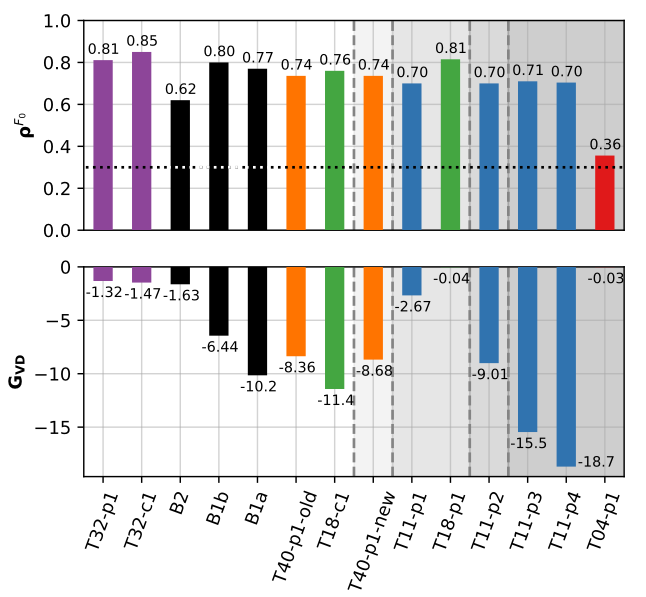 1.0
0.8
0.6
0.4
0.2
0.0
ρ^F₀
0.81
0.85
0.62
0.80
0.77
0.74
0.76
0.74
0.70
0.81
0.70
0.71
0.70
0.36
0
−5
−10
−15
G_VD
-1.32
-1.47
-1.63
-6.44
-10.2
-8.36
-11.4
-8.68
-2.67
-0.04
-9.01
-15.5
-18.7
-0.03
T32-p1
T32-c1
B2
B1b
B1a
T40-p1-old
T18-c1
T40-p1-new
T11-p1
T18-p1
T11-p2
T11-p3
T11-p4
T04-p1